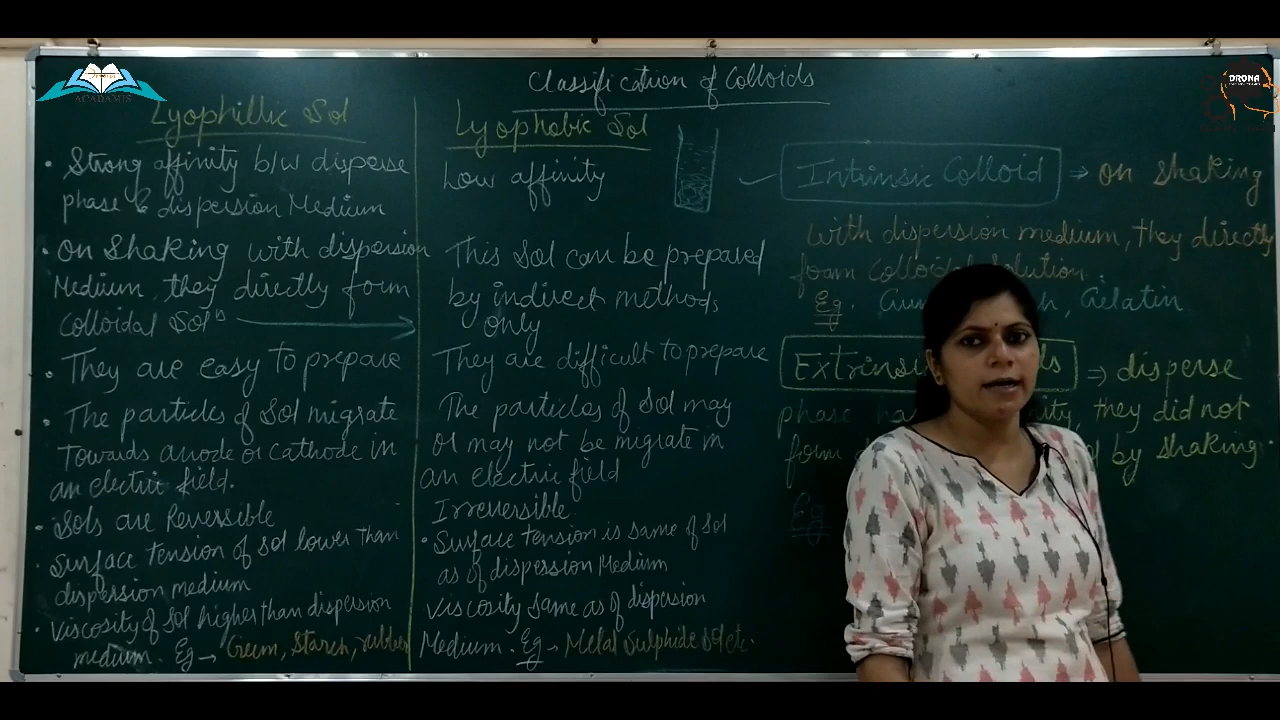 Classification of Colloids
Lyophillic Sol
• Strong affinity b/w disperse
phase & dispersion Medium
• On Shaking with dispersion
Medium, they directly form
Colloidal Solⁿ
• They are easy to prepare
• The particles of Sol migrate
Towards anode or cathode in
an electric field.
• Sols are Reversible
• Surface tension of sol lower than
dispersion medium
• Viscosity of sol higher than dispersion
medium. Eg → Gum, Starch, rubber
Lyophobic Sol
Low affinity
This Sol can be prepared
by indirect methods
only
They are difficult to prepare
The particles of Sol may
or may not be migrate in
an electric field
Irreversible
• Surface tension is same of Sol
as of dispersion Medium
Viscosity same as of dispersion
Medium. Eg → Metal Sulphide Sol etc.
Intrinsic Colloid ⇒ on shaking
with dispersion medium, they directly
foam Colloidal Solution.
Eg. Gelatin
⇒ disperse
phase they did not
form by shaking.
Eg
ACADAMIS
DRONA